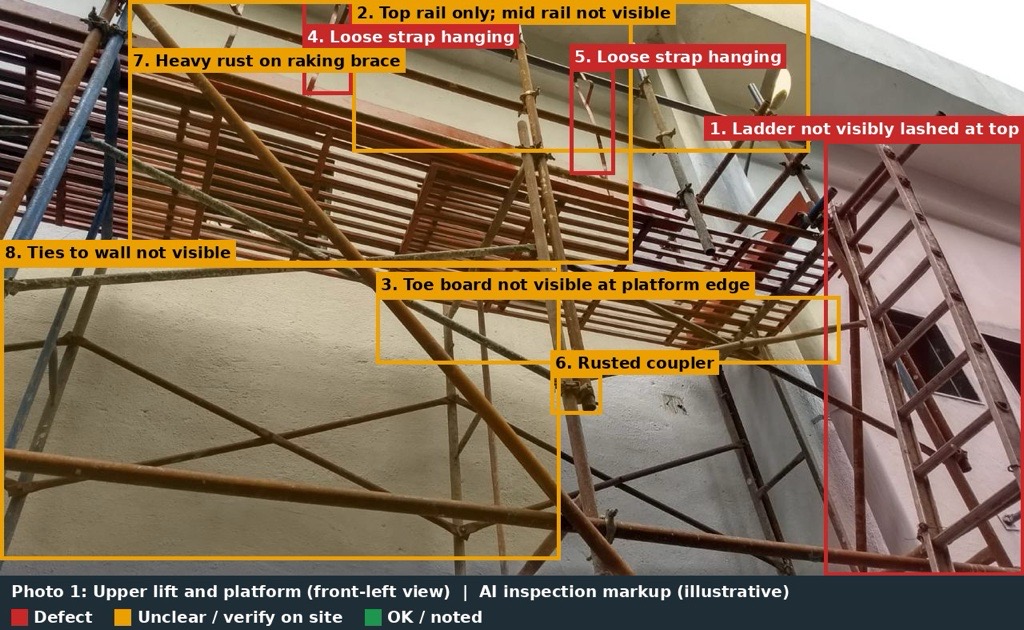 2. Top rail only; mid rail not visible
4. Loose strap hanging
7. Heavy rust on raking brace
5. Loose strap hanging
1. Ladder not visibly lashed at top
8. Ties to wall not visible
3. Toe board not visible at platform edge
6. Rusted coupler
Photo 1: Upper lift and platform (front-left view) | AI inspection markup (illustrative)
Defect Unclear / verify on site OK / noted